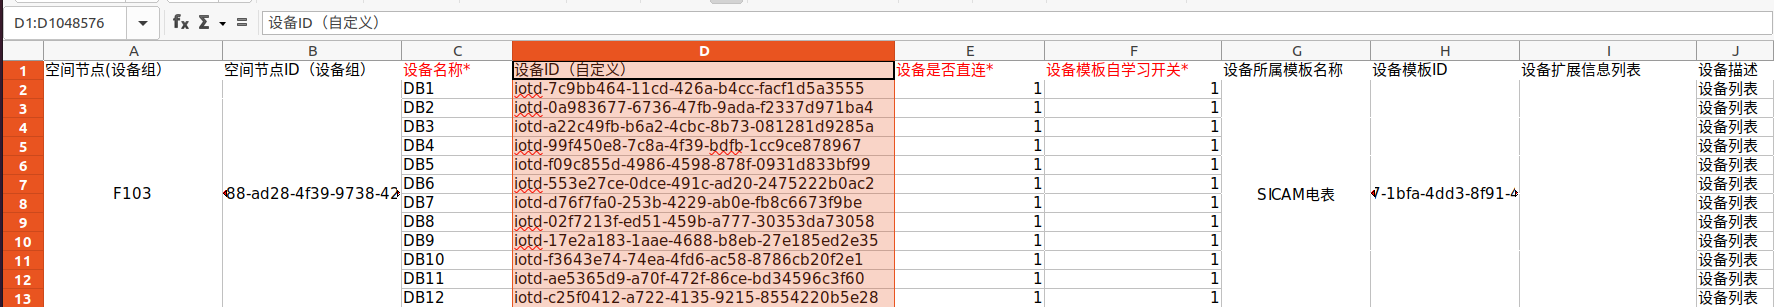 D1:D1048576 fx Σ = 设备ID（自定义）
A B C D E F G H I J
1 空间节点(设备组） 空间节点ID（设备组） 设备名称* 设备ID（自定义） 设备是否直连* 设备模板自学习开关* 设备所属模板名称 设备模板ID 设备扩展信息列表 设备描述
2 DB1 iotd-7c9bb464-11cd-426a-b4cc-facf1d5a3555 1 1 设备列表
3 DB2 iotd-0a983677-6736-47fb-9ada-f2337d971ba4 1 1 设备列表
4 DB3 iotd-a22c49fb-b6a2-4cbc-8b73-081281d9285a 1 1 设备列表
5 DB4 iotd-99f450e8-7c8a-4f39-bdfb-1cc9ce878967 1 1 设备列表
6 DB5 iotd-f09c855d-4986-4598-878f-0931d833bf99 1 1 设备列表
7 DB6 iotd-553e27ce-0dce-491c-ad20-2475222b0ac2 1 1 设备列表
F103 88-ad28-4f39-9738-42 SICAM电表 7-1bfa-4dd3-8f91-4
8 DB7 iotd-d76f7fa0-253b-4229-ab0e-fb8c6673f9be 1 1 设备列表
9 DB8 iotd-02f7213f-ed51-459b-a777-30353da73058 1 1 设备列表
10 DB9 iotd-17e2a183-1aae-4688-b8eb-27e185ed2e35 1 1 设备列表
11 DB10 iotd-f3643e74-74ea-4fd6-ac58-8786cb20f2e1 1 1 设备列表
12 DB11 iotd-ae5365d9-a70f-472f-86ce-bd34596c3f60 1 1 设备列表
13 DB12 iotd-c25f0412-a722-4135-9215-8554220b5e28 1 1 设备列表